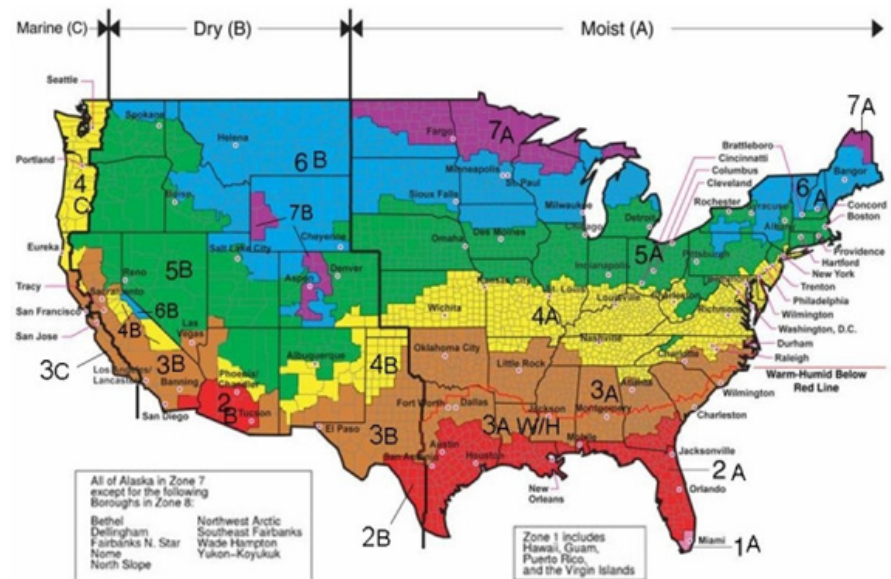 Marine (C)
Dry (B)
Moist (A)
Seattle
Spokane
Helena
Fargo
7A
7A
Brattleboro
Cincinnatti
Columbus
Cleveland
Portland
4
C
6 B
Minneapolis
St. Paul
Bangor
6
A
Boise
7B
Sioux Falls
Milwaukee
Rochester
Syracuse
Concord
Boston
Eureka
Salt Lake City
Cheyenne
Omaha
Des Moines
Chicago
Detroit
Albany
Reno
5B
Aspen
Denver
Indianapolis
5A
Pittsburgh
Providence
Hartford
New York
Tracy
Sacramento
6B
Kansas City
St. Louis
Louisville
Charleston
Trenton
Philadelphia
San Francisco
4B
Las
Vegas
Wichita
4A
Richmond
Wilmington
Washington, D.C.
San Jose
3C
3B
Albuquerque
4B
Oklahoma City
Nashville
Charlotte
Durham
Raleigh
Los Angeles/
Lancaster
Banning
Phoenix/
Chandler
Little Rock
3A
Atlanta
Warm-Humid Below
Red Line
San Diego
2
B
Tucson
El Paso
3B
Fort Worth
Dallas
3A W/H
Jackson
Montgomery
Wilmington
Charleston
San Antonio
Austin
Houston
Mobile
Jacksonville
New
Orleans
2A
Orlando
2B
Miami
1A
All of Alaska in Zone 7
except for the following
Boroughs in Zone 8:
Bethel
Dellingham
Fairbanks N. Star
Nome
North Slope
Northwest Arctic
Southeast Fairbanks
Wade Hampton
Yukon-Koyukuk
Zone 1 includes
Hawaii, Guam,
Puerto Rico,
and the Virgin Islands